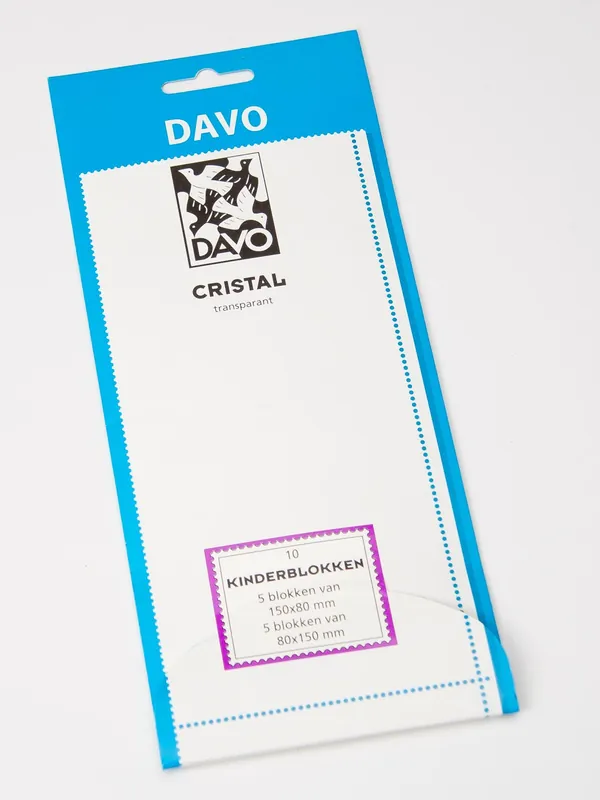 DAVO
DAVO
CRISTAL
transparant
10
KINDERBLOKKEN
5 blokken van
150x80 mm
5 blokken van
80x150 mm